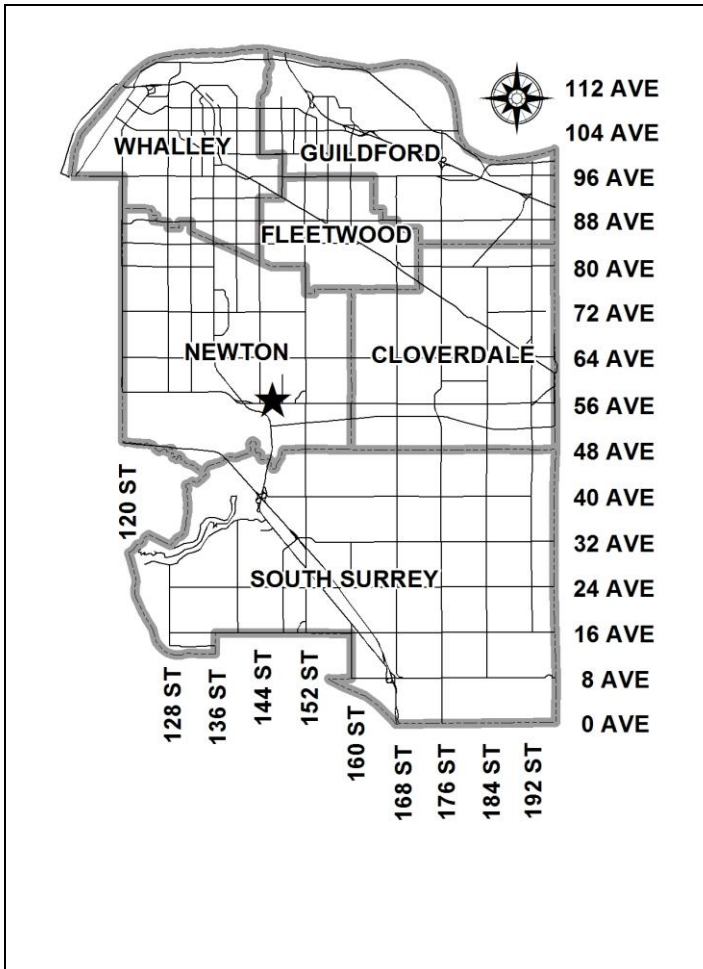 112 AVE
104 AVE
WHALLEY
GUILDFORD
96 AVE
88 AVE
FLEETWOOD
80 AVE
72 AVE
NEWTON
CLOVERDALE
64 AVE
56 AVE
48 AVE
120 ST
40 AVE
32 AVE
SOUTH SURREY
24 AVE
16 AVE
8 AVE
0 AVE
128 ST
136 ST
144 ST
152 ST
160 ST
168 ST
176 ST
184 ST
192 ST